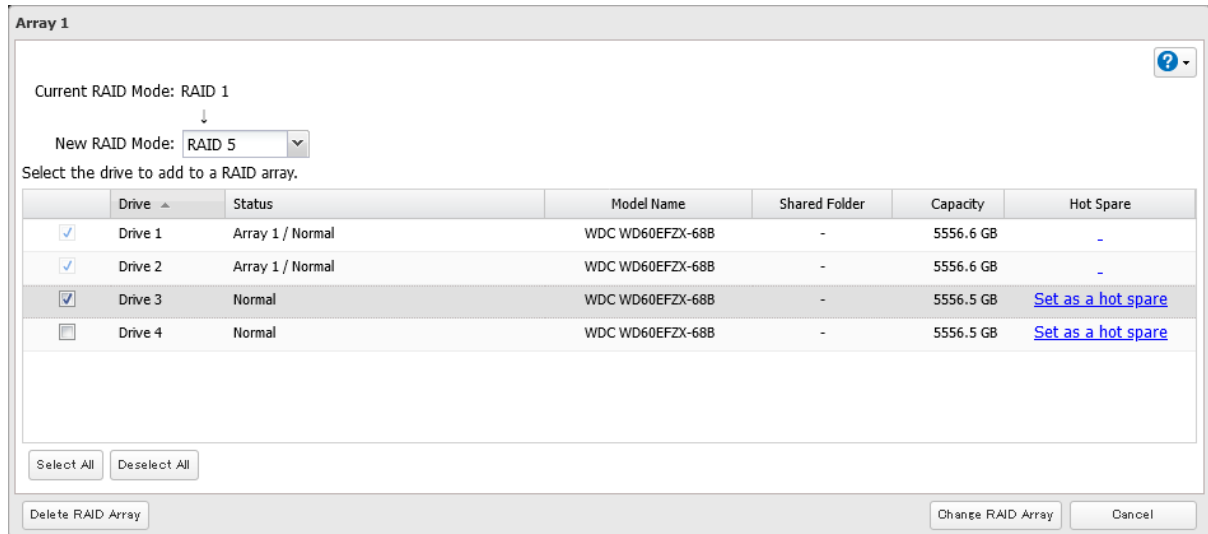 Array 1
Current RAID Mode: RAID 1
↓
New RAID Mode: RAID 5
Select the drive to add to a RAID array.
Drive Status Model Name Shared Folder Capacity Hot Spare
Drive 1 Array 1 / Normal WDC WD60EFZX-68B - 5556.6 GB -
Drive 2 Array 1 / Normal WDC WD60EFZX-68B - 5556.6 GB -
Drive 3 Normal WDC WD60EFZX-68B - 5556.5 GB Set as a hot spare
Drive 4 Normal WDC WD60EFZX-68B - 5556.5 GB Set as a hot spare
Select All Deselect All
Delete RAID Array Change RAID Array Cancel